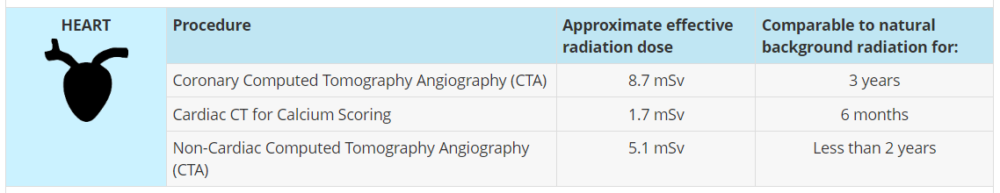 HEART
Procedure
Approximate effective
radiation dose
Comparable to natural
background radiation for:
Coronary Computed Tomography Angiography (CTA)
8.7 mSv
3 years
Cardiac CT for Calcium Scoring
1.7 mSv
6 months
Non-Cardiac Computed Tomography Angiography
(CTA)
5.1 mSv
Less than 2 years